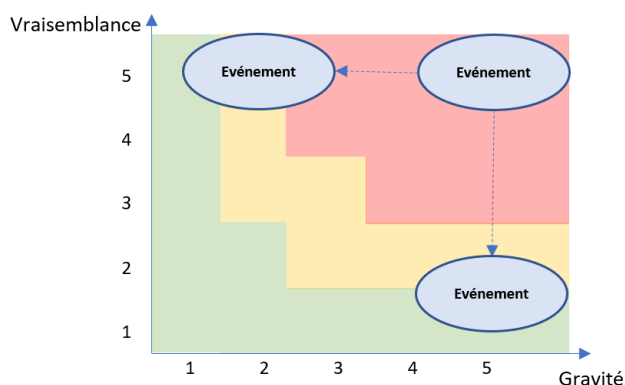 Vraisemblance
5
Evénement
Evénement
4
3
2
Evénement
1
1 2 3 4 5
Gravité